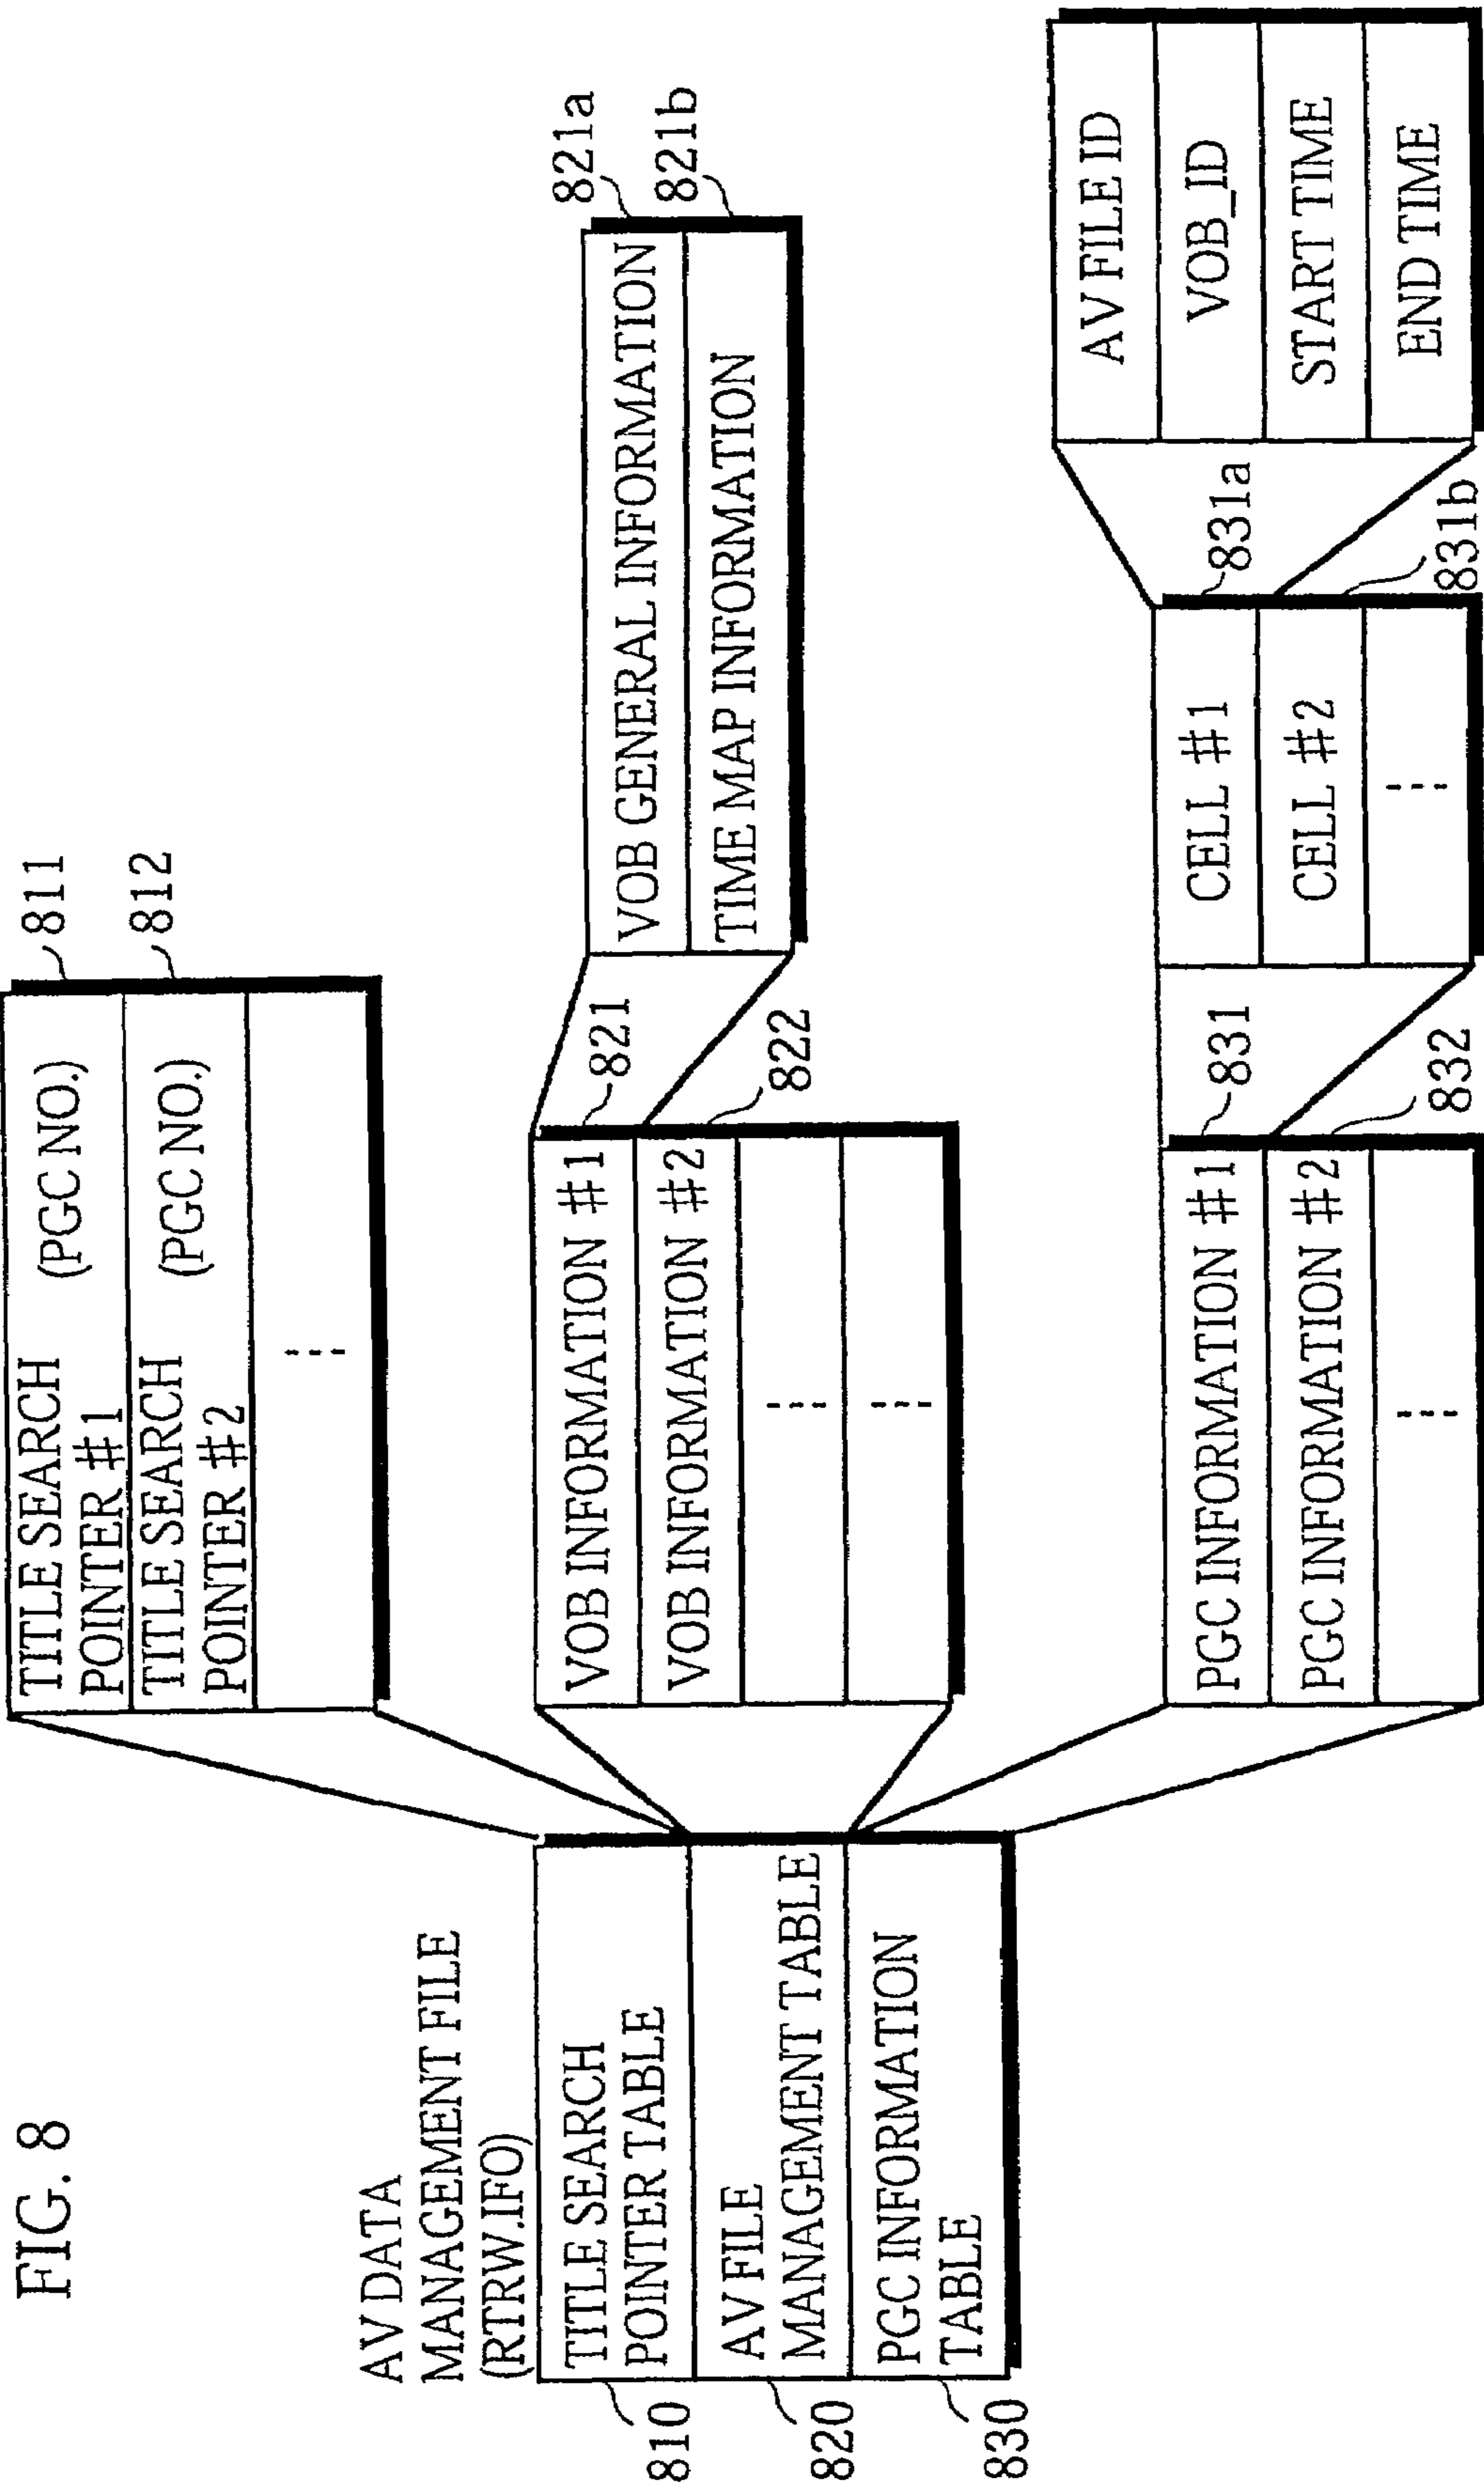 FIG. 8
AV DATA
MANAGEMENT FILE
(RTRW.IFO)
810
TITLE SEARCH
POINTER TABLE
820
AV FILE
MANAGEMENT TABLE
830
PGC INFORMATION
TABLE
TITLE SEARCH
POINTER #1
(PGC NO.)
811
TITLE SEARCH
POINTER #2
(PGC NO.)
812
...
VOB INFORMATION #1
821
VOB INFORMATION #2
822
...
...
VOB GENERAL INFORMATION
821a
TIME MAP INFORMATION
821b
PGC INFORMATION #1
831
PGC INFORMATION #2
832
...
CELL #1
831a
CELL #2
831b
...
AV FILE ID
VOB_ID
START TIME
END TIME